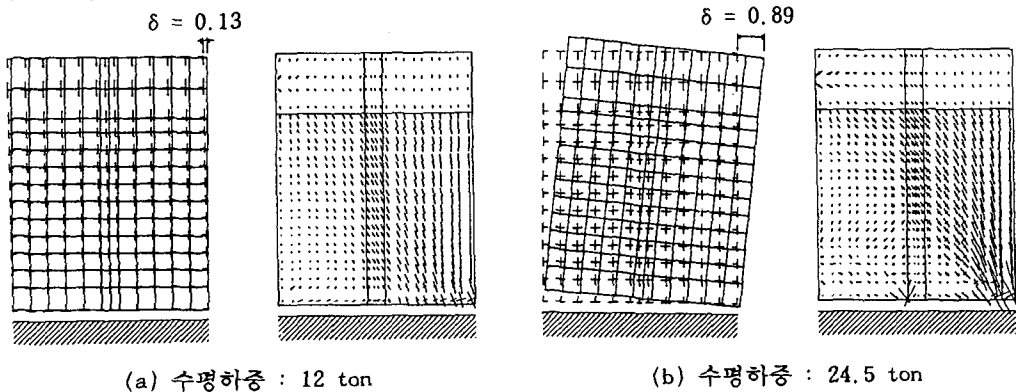 δ = 0.13
δ = 0.89
(a) 수평하중 : 12 ton
(b) 수평하중 : 24.5 ton